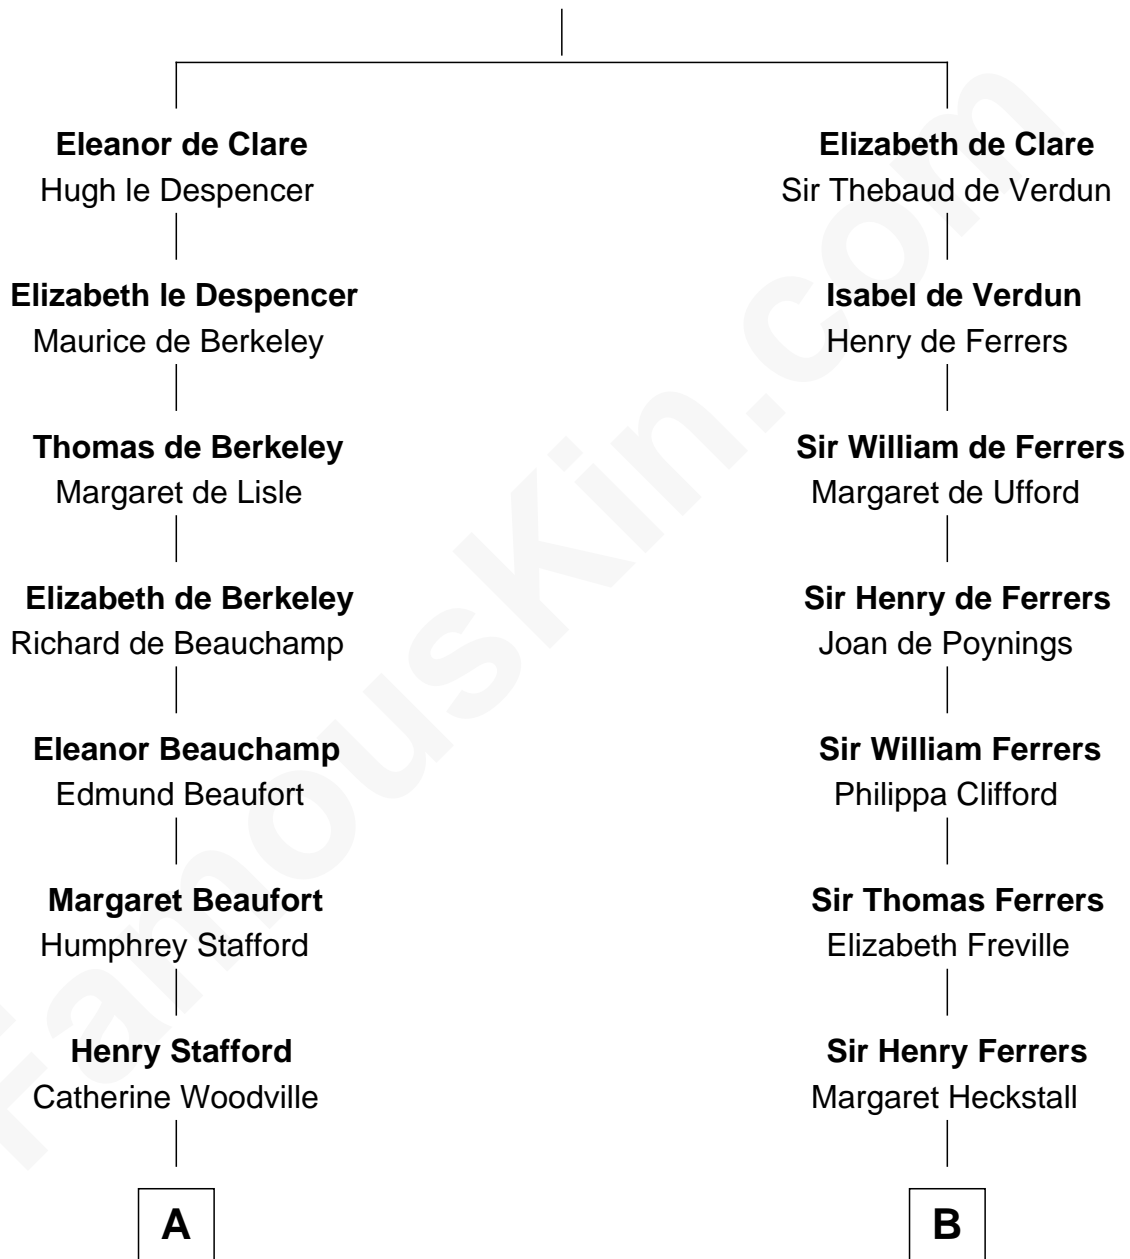 Eleanor de Clare
Hugh le Despencer
Elizabeth le Despencer
Maurice de Berkeley
Thomas de Berkeley
Margaret de Lisle
Elizabeth de Berkeley
Richard de Beauchamp
Eleanor Beauchamp
Edmund Beaufort
Margaret Beaufort
Humphrey Stafford
Henry Stafford
Catherine Woodville
A
Elizabeth de Clare
Sir Thebaud de Verdun
Isabel de Verdun
Henry de Ferrers
Sir William de Ferrers
Margaret de Ufford
Sir Henry de Ferrers
Joan de Poynings
Sir William Ferrers
Philippa Clifford
Sir Thomas Ferrers
Elizabeth Freville
Sir Henry Ferrers
Margaret Heckstall
B
FamousKin.com